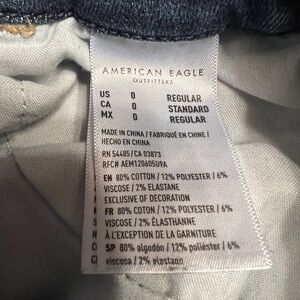 AMERICAN EAGLE
OUTFITTERS
US 0 REGULAR
CA 0 STANDARD
MX 0 REGULAR
MADE IN CHINA / FABRIQUÉ EN CHINE /
HECHO EN CHINA
RN 54485/CA 03873
RFC# AEM120605U9A
EN 80% COTTON / 12% POLYESTER / 6%
VISCOSE / 2% ELASTANE
EXCLUSIVE OF DECORATION
FR 80% COTON / 12% POLYESTER / 6%
VISCOSE / 2% ÉLASTHANNE
À L'EXCEPTION DE LA GARNITURE
SP 80% algodón / 12% poliéster / 6%
viscosa / 2% elastano